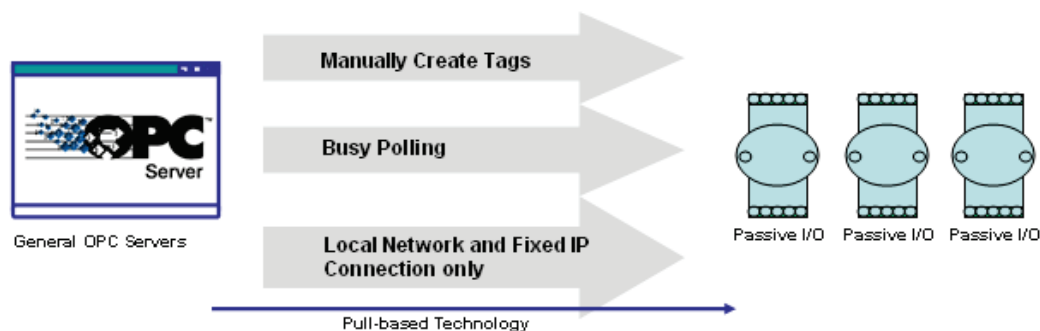 Manually Create Tags
OPC™
Server
Busy Polling
General OPC Servers
Local Network and Fixed IP
Connection only
Passive I/O Passive I/O Passive I/O
Pull-based Technology